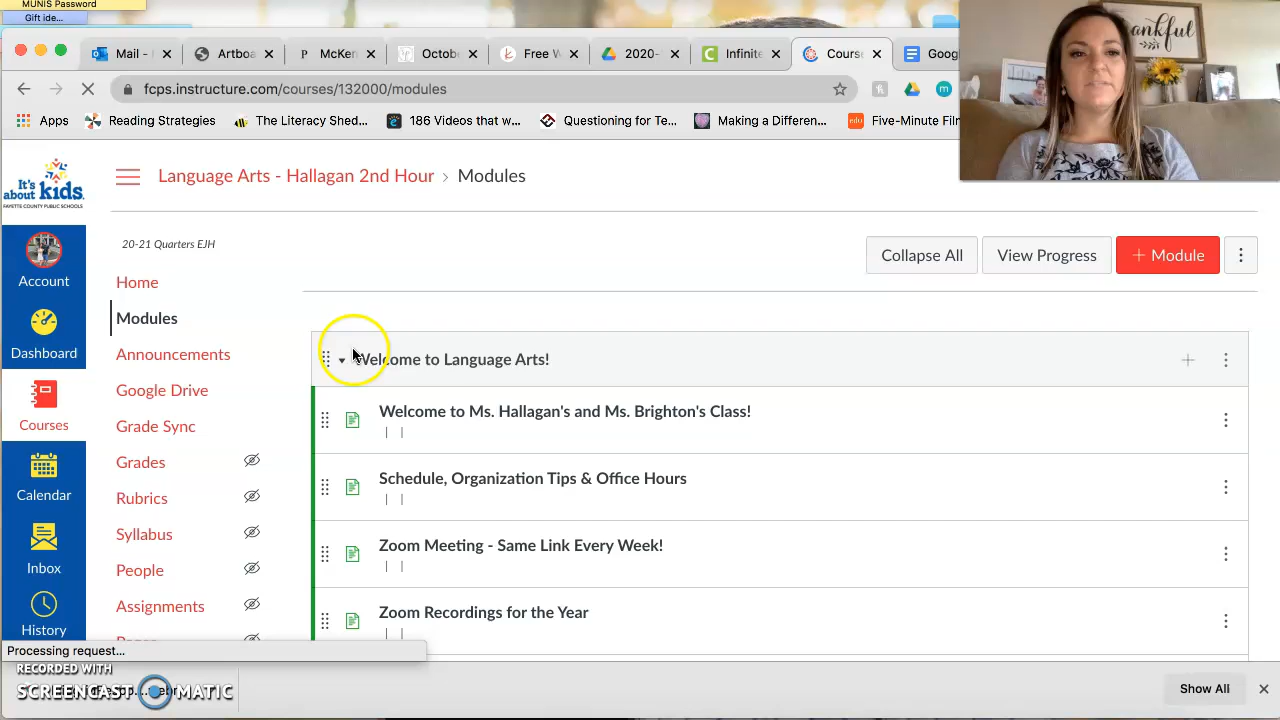 MUNIS Password
Gift ide...
Mail -
Artboa
McKen
Octob
Free W
2020-
Infinite
Cours
Goog
fcps.instructure.com/courses/132000/modules
Apps
Reading Strategies
The Literacy Shed...
186 Videos that w...
Questioning for Te...
Making a Differen...
Five-Minute Film
It's about kids.
FAYETTE COUNTY PUBLIC SCHOOLS
Language Arts - Hallagan 2nd Hour > Modules
20-21 Quarters EJH
Collapse All
View Progress
+ Module
Account
Dashboard
Courses
Calendar
Inbox
History
Home
Modules
Announcements
Google Drive
Grade Sync
Grades
Rubrics
Syllabus
People
Assignments
Welcome to Language Arts!
Welcome to Ms. Hallagan's and Ms. Brighton's Class!
Schedule, Organization Tips & Office Hours
Zoom Meeting - Same Link Every Week!
Zoom Recordings for the Year
Processing request...
RECORDED WITH
SCREENCAST-O-MATIC
Show All